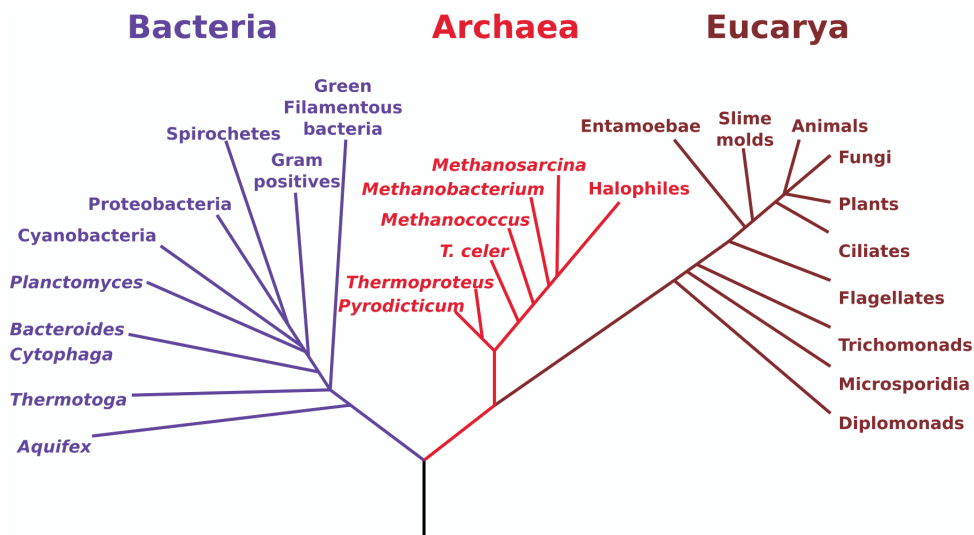 Bacteria
Archaea
Eucarya
Green
Filamentous
bacteria
Spirochetes
Gram
positives
Proteobacteria
Cyanobacteria
Planctomyces
Bacteroides
Cytophaga
Thermotoga
Aquifex
Methanosarcina
Methanobacterium
Halophiles
Methanococcus
T. celer
Thermoproteus
Pyrodicticum
Entamoebae
Slime
molds
Animals
Fungi
Plants
Ciliates
Flagellates
Trichomonads
Microsporidia
Diplomonads